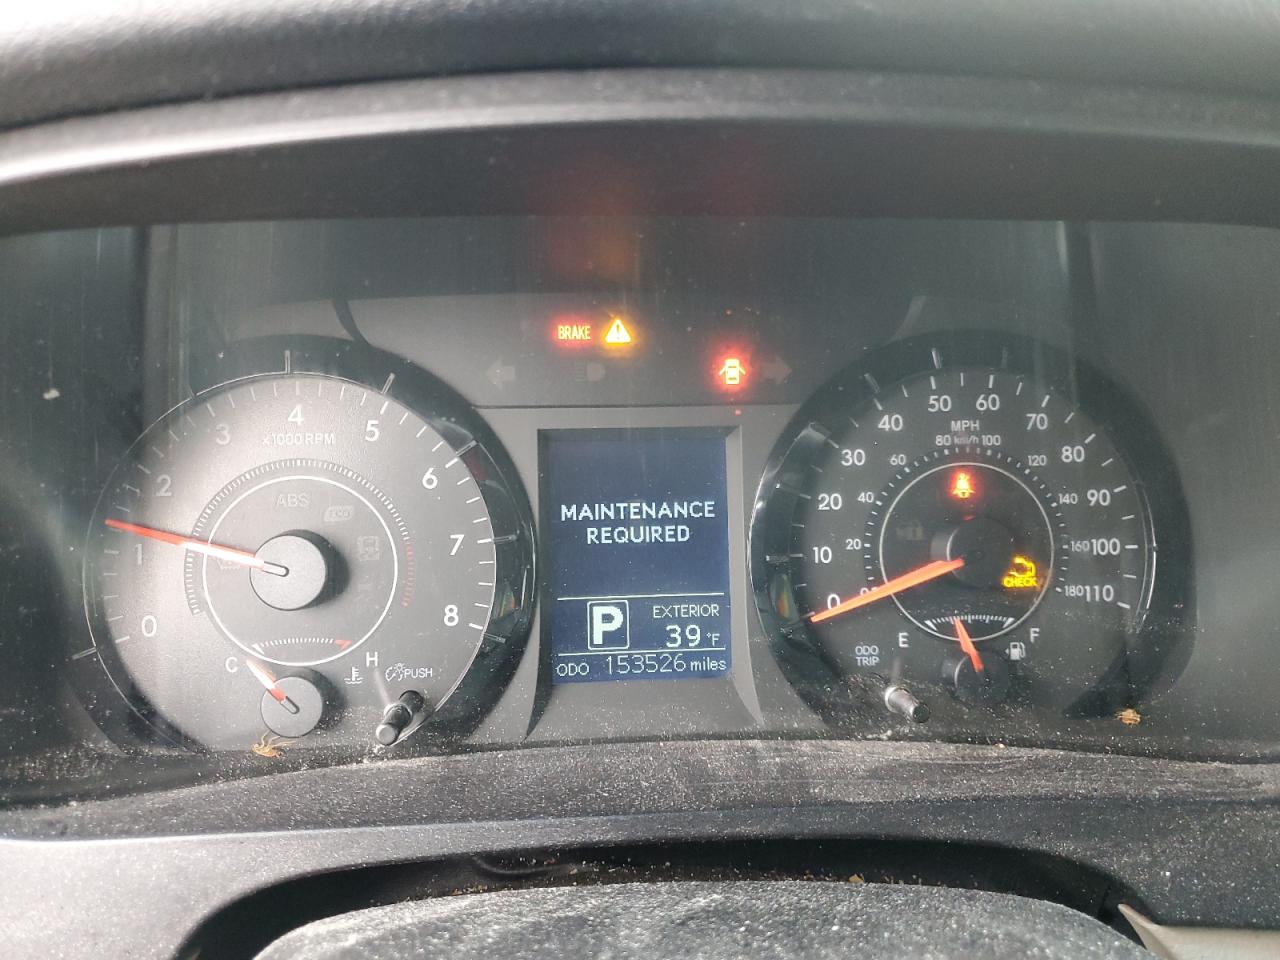 BRAKE
0 1 2 3 4 5 6 7 8
x1000 RPM
ABS
ECO
C H
PUSH
MAINTENANCE
REQUIRED
P EXTERIOR
39 °F
ODO 153526 miles
0 10 20 30 40 50 60 70 80 90 100 110
MPH
20 40 60 80 km/h 100 120 140 160 180
CHECK
E F
ODO
TRIP